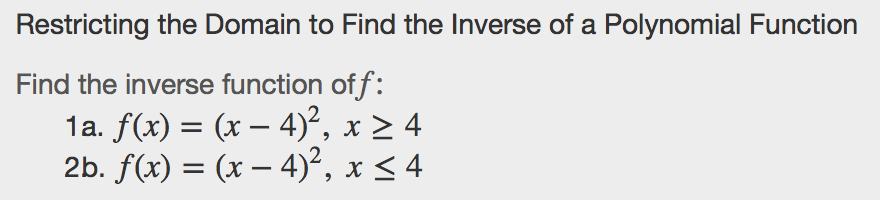 Restricting the Domain to Find the Inverse of a Polynomial Function
Find the inverse function of f:
1a. f(x) = (x – 4)², x ≥ 4
2b. f(x) = (x – 4)², x ≤ 4